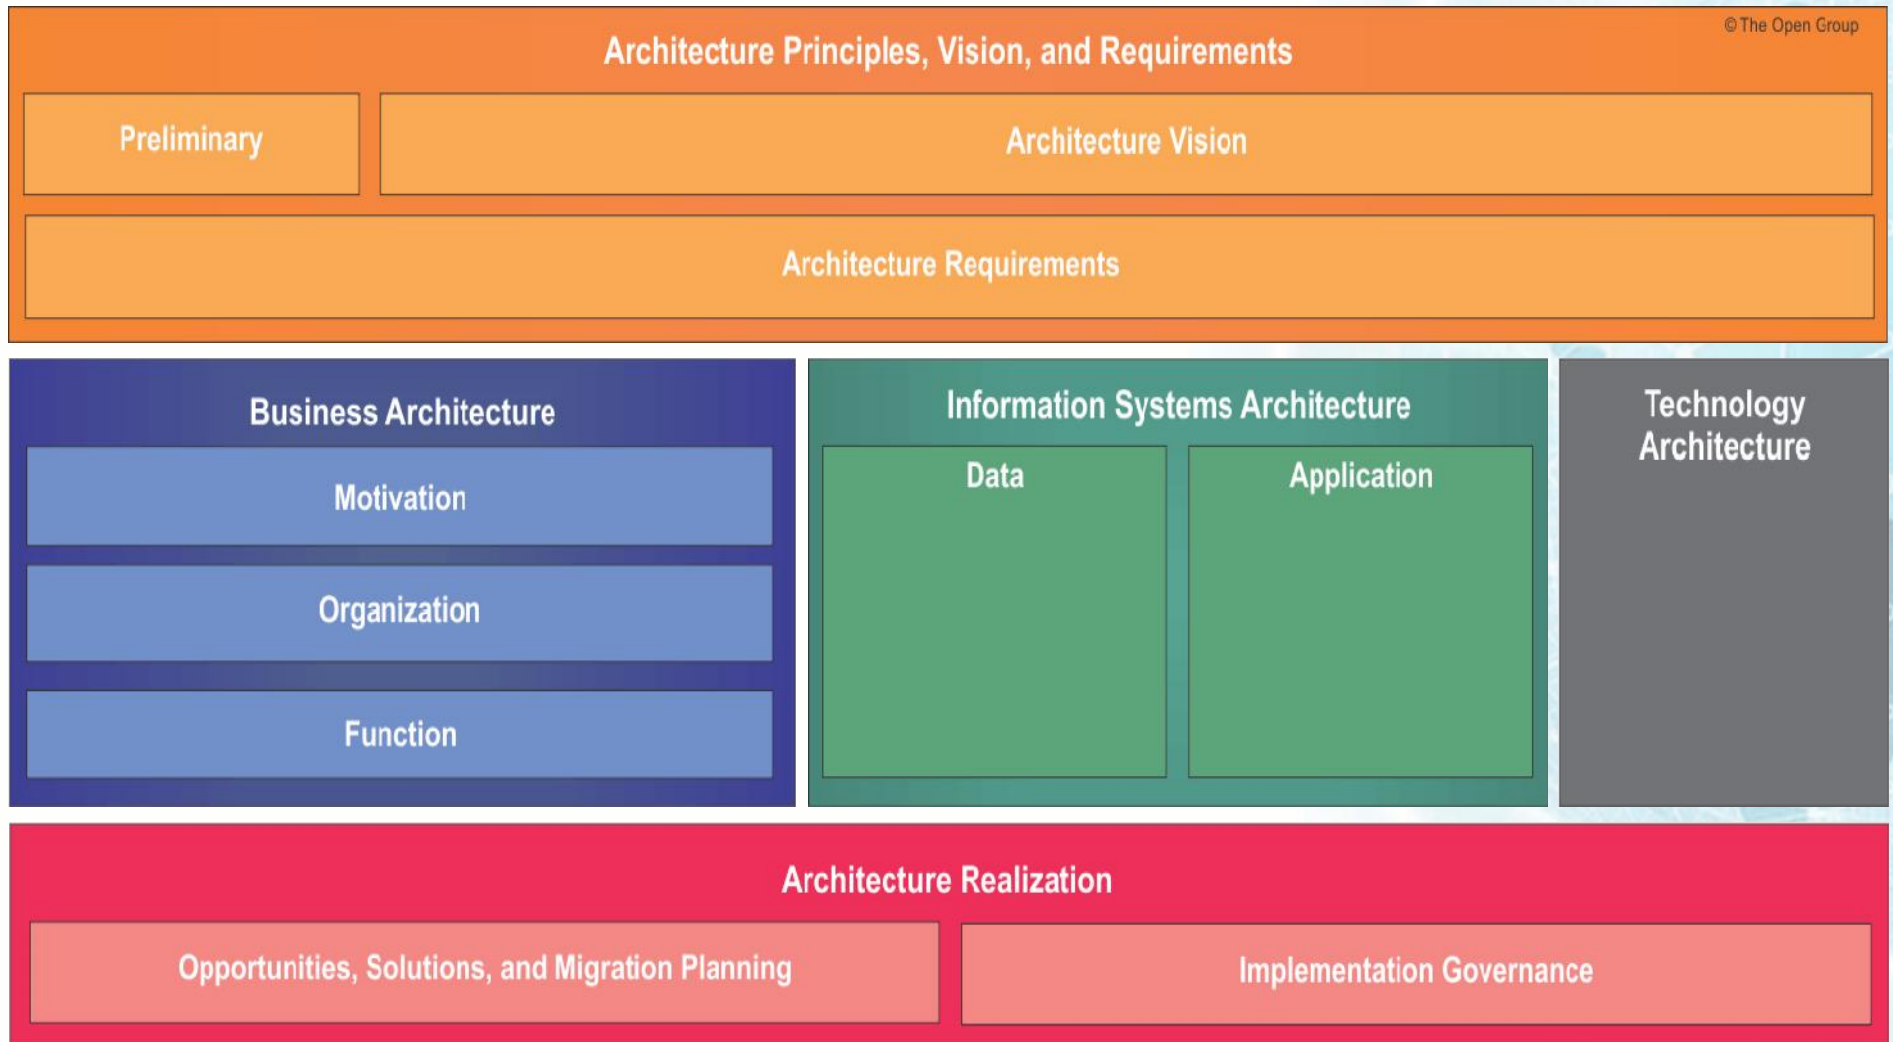 © The Open Group
Architecture Principles, Vision, and Requirements
Preliminary
Architecture Vision
Architecture Requirements
Business Architecture
Motivation
Organization
Function
Information Systems Architecture
Data
Application
Technology
Architecture
Architecture Realization
Opportunities, Solutions, and Migration Planning
Implementation Governance